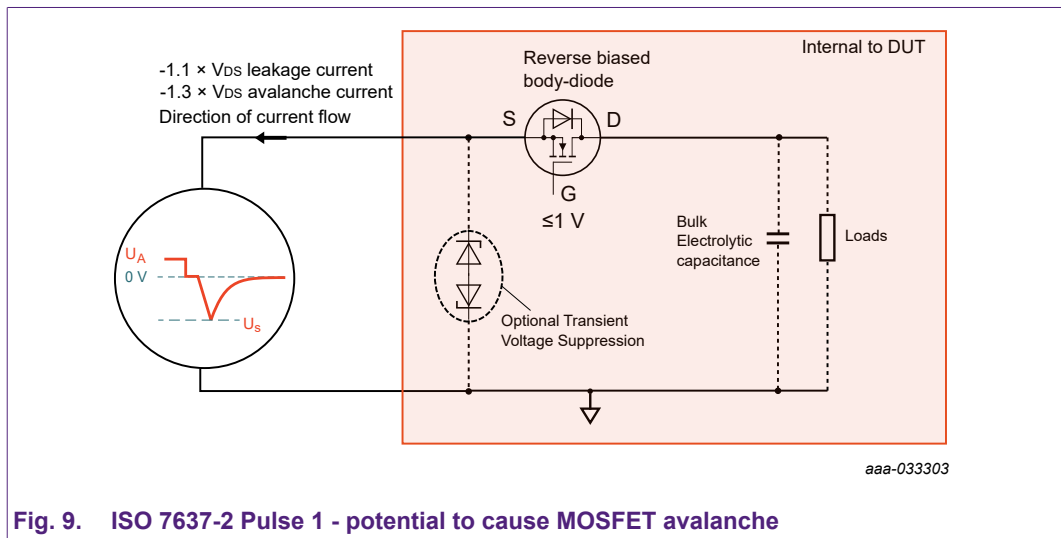 Internal to DUT
-1.1 × VDS leakage current
-1.3 × VDS avalanche current
Direction of current flow
Reverse biased
body-diode
S
D
G
≤1 V
UA
0 V
Us
Optional Transient
Voltage Suppression
Bulk
Electrolytic
capacitance
Loads
aaa-033303
Fig. 9. ISO 7637-2 Pulse 1 - potential to cause MOSFET avalanche